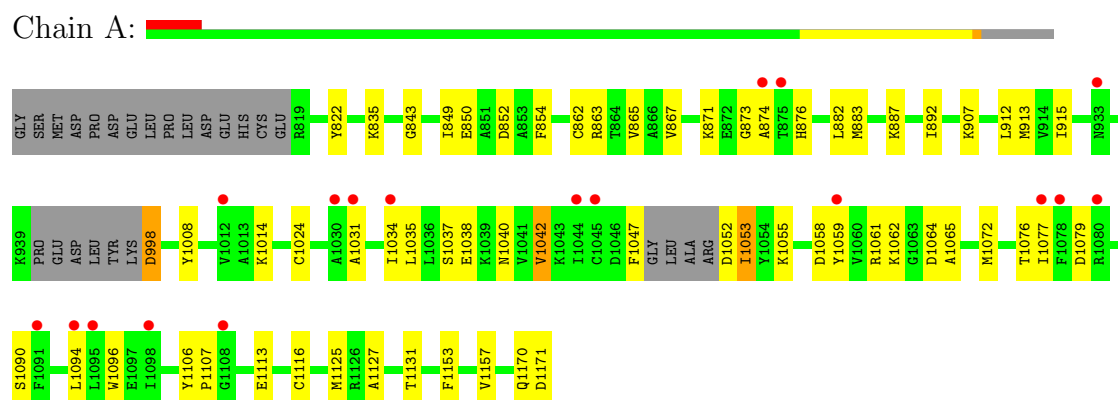 Chain A:
GLY SER MET ASP PRO ASP GLU LEU PRO LEU ASP GLU HIS CYS GLU R819 Y822 K835 G843 I849 E850 A851 D852 A853 F854 C862 R863 T864 V865 A866 V867 K871 E872 G873 A874 T875 H876 L882 M883 K887 I892 K907 L912 M913 V914 I915 N933
K939 PRO GLU ASP LEU TYR LYS D998 Y1008 V1012 A1013 K1014 C1024 A1030 A1031 I1034 L1035 L1036 S1037 E1038 K1039 N1040 V1041 V1042 K1043 I1044 C1045 D1046 F1047 GLY LEU ALA ARG D1052 I1053 Y1054 K1055 D1058 Y1059 V1060 R1061 K1062 G1063 D1064 A1065 M1072 T1076 I1077 F1078 D1079 R1080
S1090 F1091 L1094 L1095 W1096 E1097 I1098 Y1106 P1107 G1108 E1113 C1116 M1125 R1126 A1127 T1131 F1153 V1157 Q1170 D1171